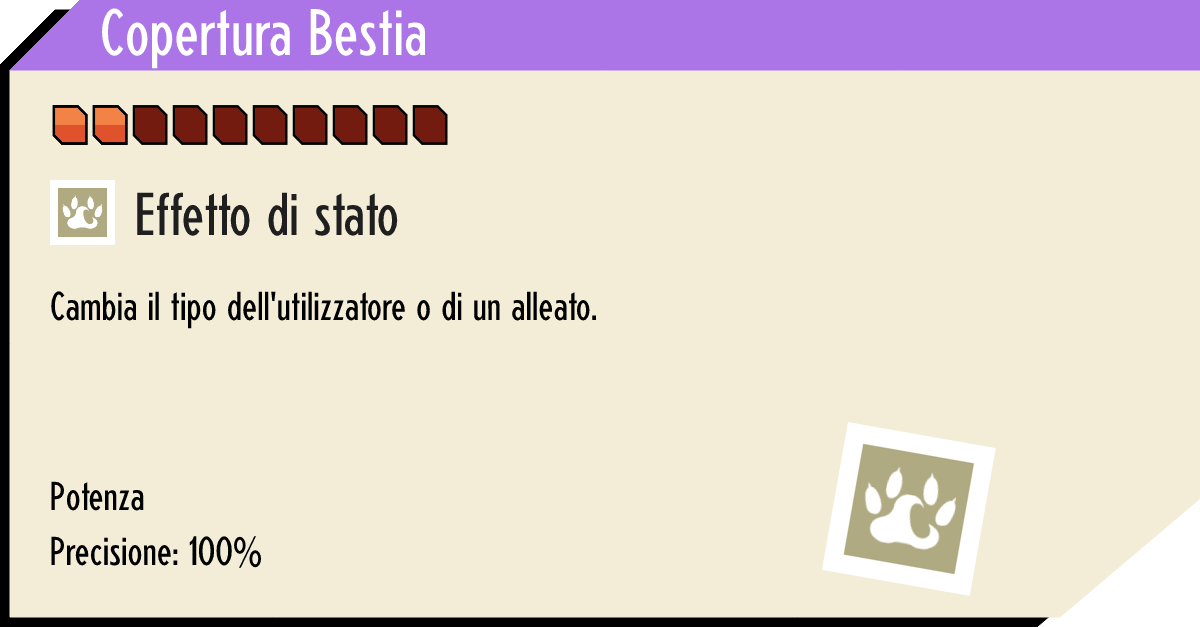 Copertura Bestia
Effetto di stato
Cambia il tipo dell'utilizzatore o di un alleato.
Potenza
Precisione: 100%